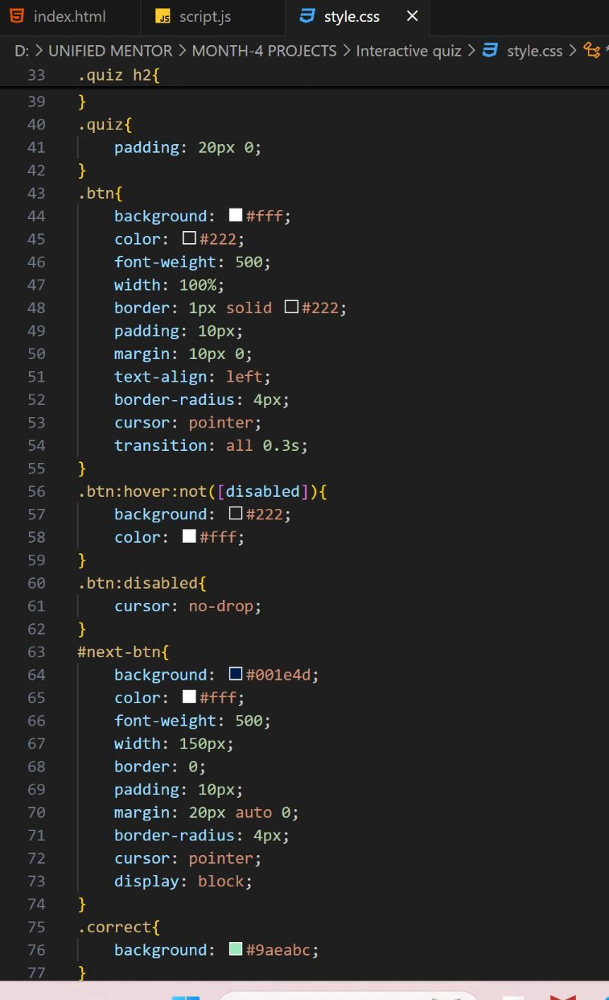 index.html
JS script.js
style.css ×
D: > UNIFIED MENTOR > MONTH-4 PROJECTS > Interactive quiz > style.css > *
33 .quiz h2{
39 }
40 .quiz{
41 padding: 20px 0;
42 }
43 .btn{
44 background: #fff;
45 color: #222;
46 font-weight: 500;
47 width: 100%;
48 border: 1px solid #222;
49 padding: 10px;
50 margin: 10px 0;
51 text-align: left;
52 border-radius: 4px;
53 cursor: pointer;
54 transition: all 0.3s;
55 }
56 .btn:hover:not([disabled]){
57 background: #222;
58 color: #fff;
59 }
60 .btn:disabled{
61 cursor: no-drop;
62 }
63 #next-btn{
64 background: #001e4d;
65 color: #fff;
66 font-weight: 500;
67 width: 150px;
68 border: 0;
69 padding: 10px;
70 margin: 20px auto 0;
71 border-radius: 4px;
72 cursor: pointer;
73 display: block;
74 }
75 .correct{
76 background: #9aeabc;
77 }